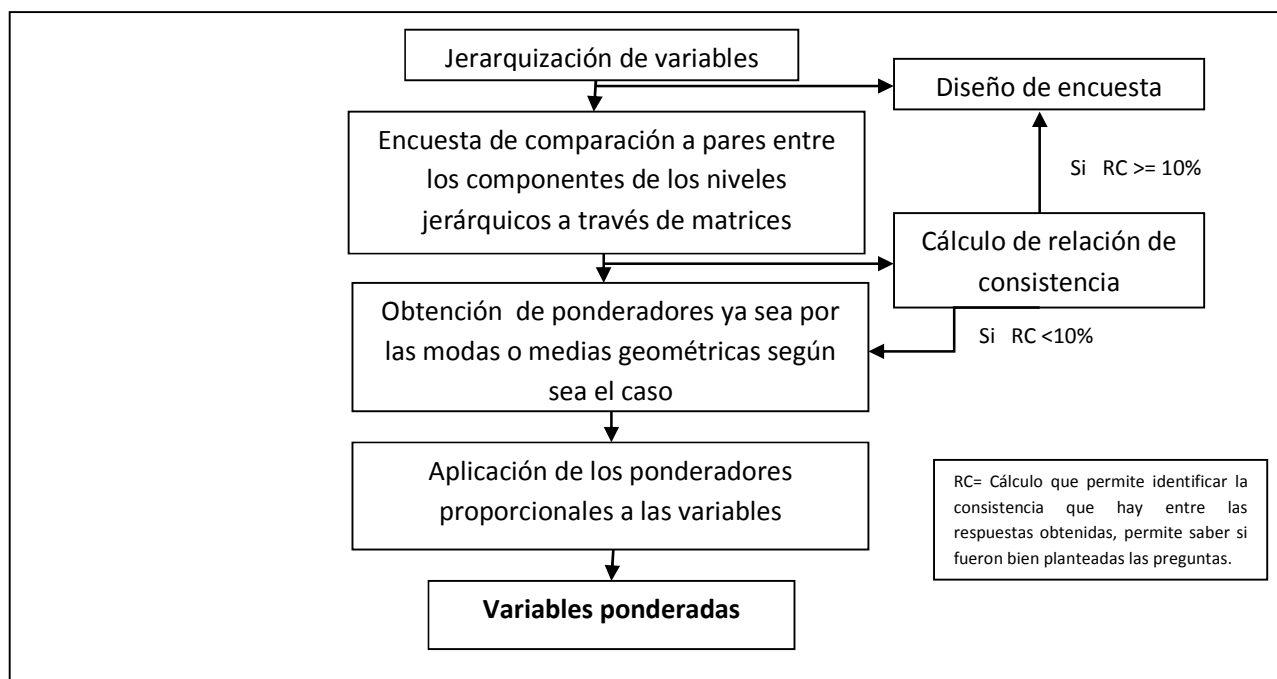 Jerarquización de variables
Diseño de encuesta
Encuesta de comparación a pares entre
los componentes de los niveles
jerárquicos a través de matrices
Si RC >= 10%
Cálculo de relación de
consistencia
Obtención de ponderadores ya sea por
las modas o medias geométricas según
sea el caso
Si RC <10%
Aplicación de los ponderadores
proporcionales a las variables
RC= Cálculo que permite identificar la
consistencia que hay entre las
respuestas obtenidas, permite saber si
fueron bien planteadas las preguntas.
Variables ponderadas